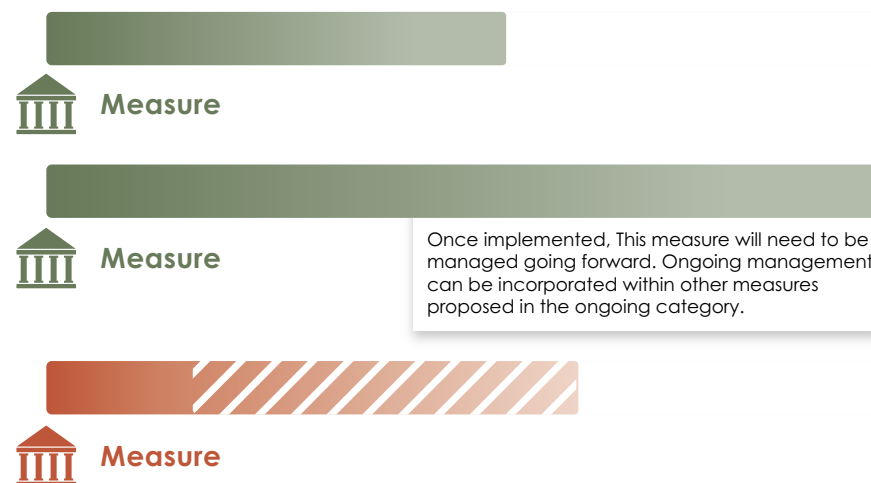 Measure
Measure
Once implemented, This measure will need to be
managed going forward. Ongoing management
can be incorporated within other measures
proposed in the ongoing category.
Measure